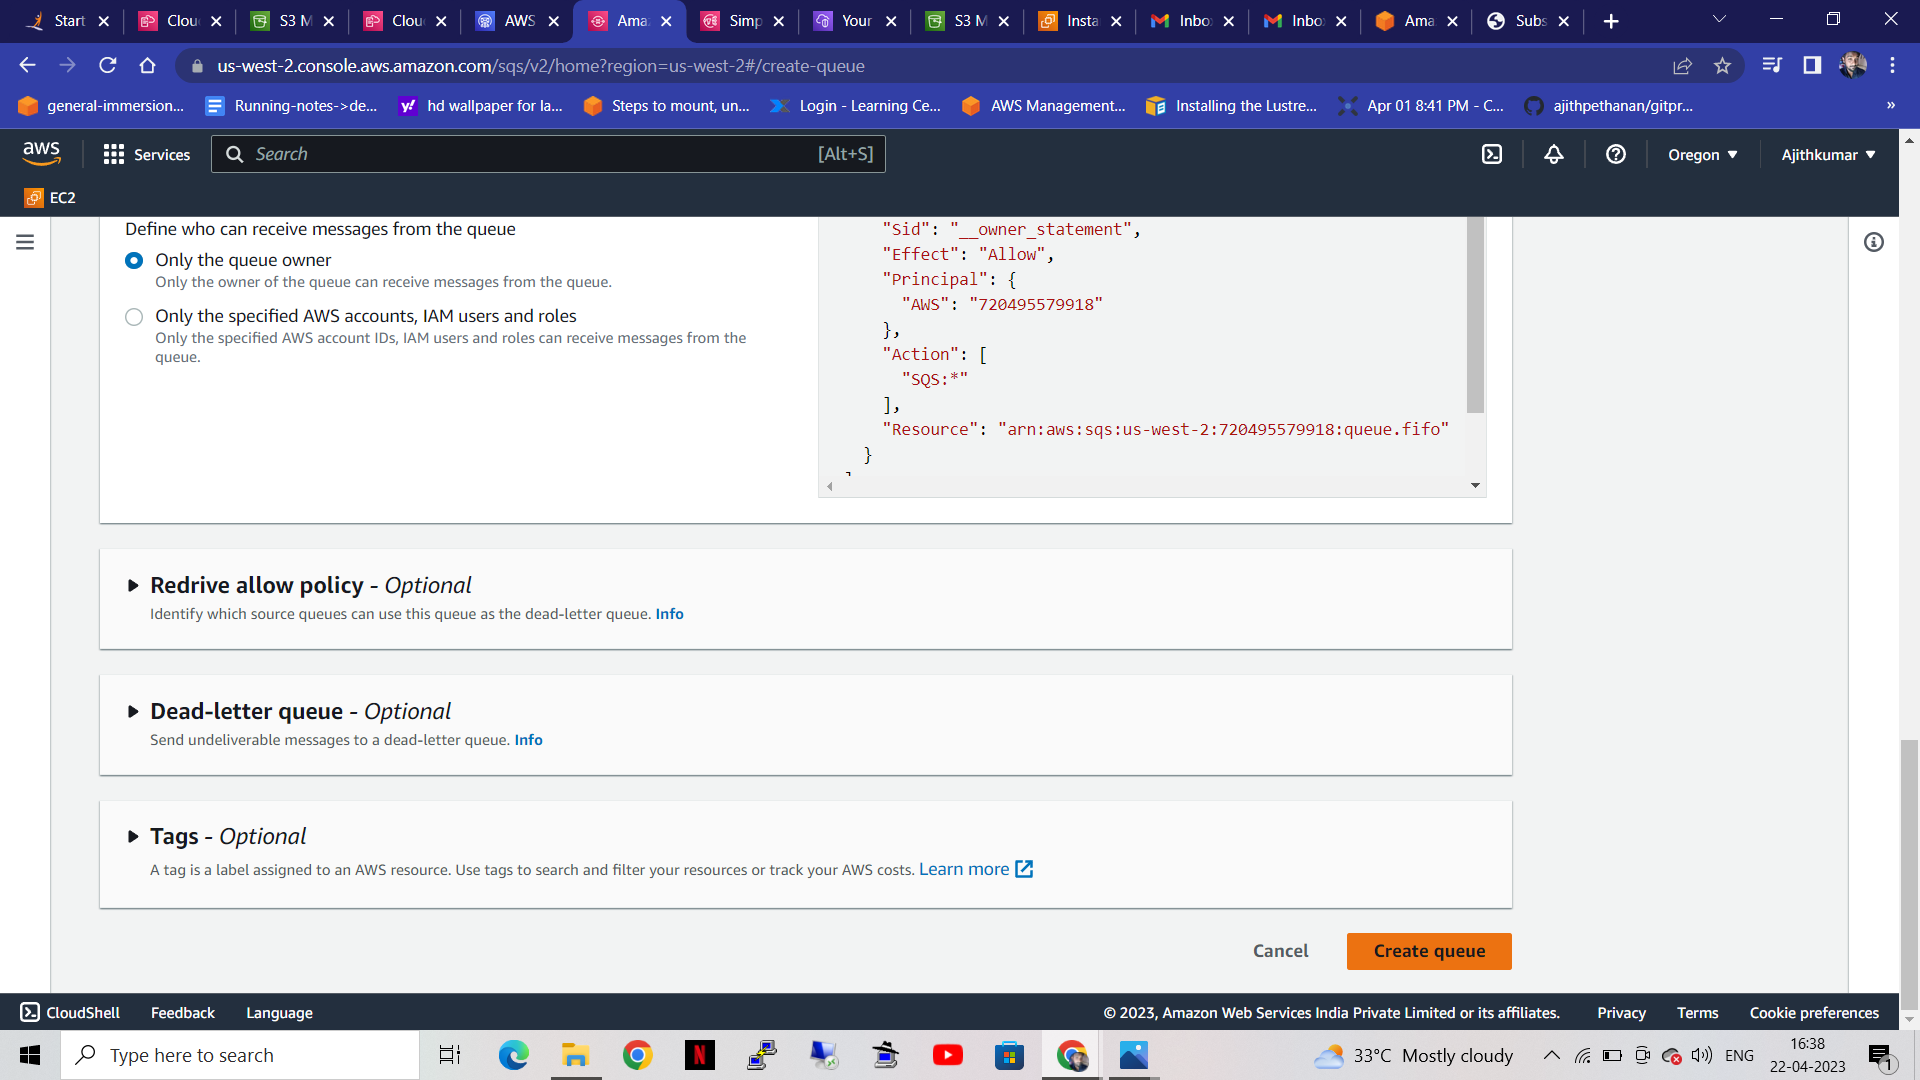 Start
Clou
S3 M
Clou
AWS
Ama
Simp
Your
S3 M
Insta
Inbo
Inbo
Ama
Subs
us-west-2.console.aws.amazon.com/sqs/v2/home?region=us-west-2#/create-queue
general-immersion...
Running-notes->de...
hd wallpaper for la...
Steps to mount, un...
Login - Learning Ce...
AWS Management...
Installing the Lustre...
Apr 01 8:41 PM - C...
ajithpethanan/gitpr...
»
aws
Services
Search
[Alt+S]
Oregon
Ajithkumar
EC2
Define who can receive messages from the queue
Only the queue owner
Only the owner of the queue can receive messages from the queue.
Only the specified AWS accounts, IAM users and roles
Only the specified AWS account IDs, IAM users and roles can receive messages from the
queue.
"Sid": "__owner_statement",
"Effect": "Allow",
"Principal": {
"AWS": "720495579918"
},
"Action": [
"SQS:*"
],
"Resource": "arn:aws:sqs:us-west-2:720495579918:queue.fifo"
}
Redrive allow policy - Optional
Identify which source queues can use this queue as the dead-letter queue. Info
Dead-letter queue - Optional
Send undeliverable messages to a dead-letter queue. Info
Tags - Optional
A tag is a label assigned to an AWS resource. Use tags to search and filter your resources or track your AWS costs. Learn more
Cancel
Create queue
CloudShell
Feedback
Language
© 2023, Amazon Web Services India Private Limited or its affiliates.
Privacy
Terms
Cookie preferences
Type here to search
33°C Mostly cloudy
ENG
16:38
22-04-2023
1